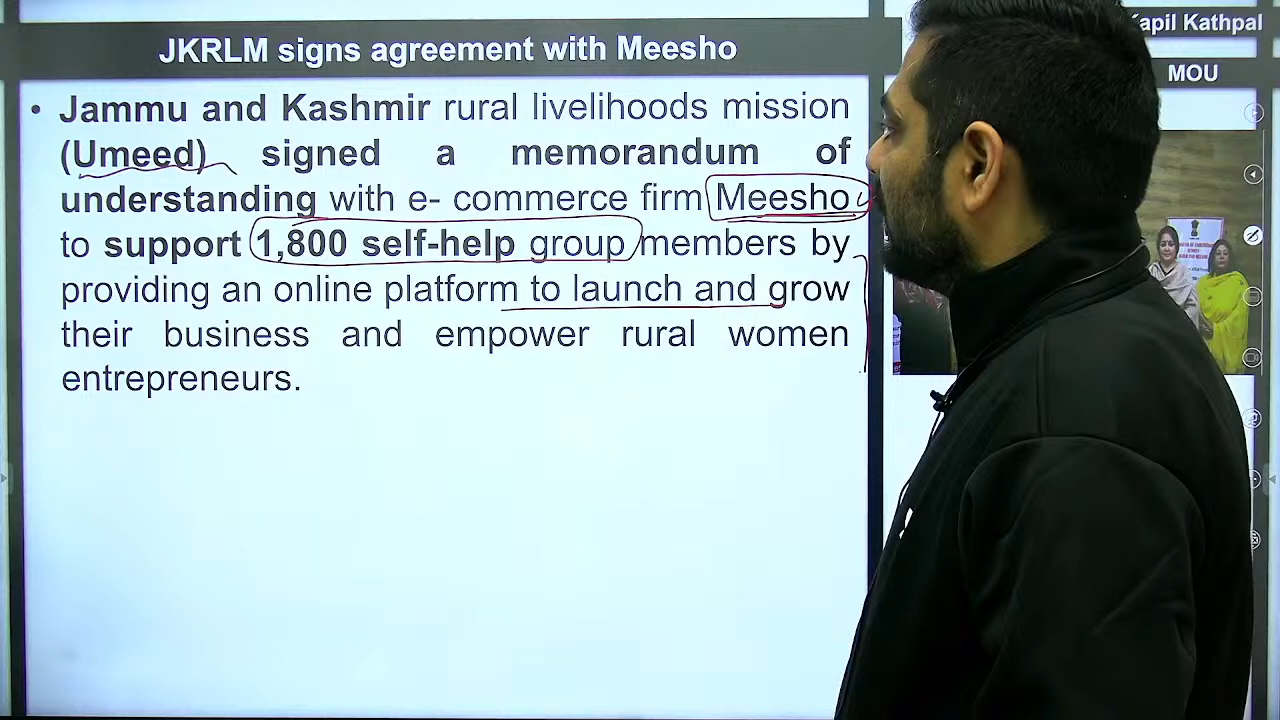 JKRLM signs agreement with Meesho
• Jammu and Kashmir rural livelihoods mission
(Umeed) signed a memorandum of
understanding with e- commerce firm Meesho
to support 1,800 self-help group members by
providing an online platform to launch and grow
their business and empower rural women
entrepreneurs.
Kapil Kathpal
MOU